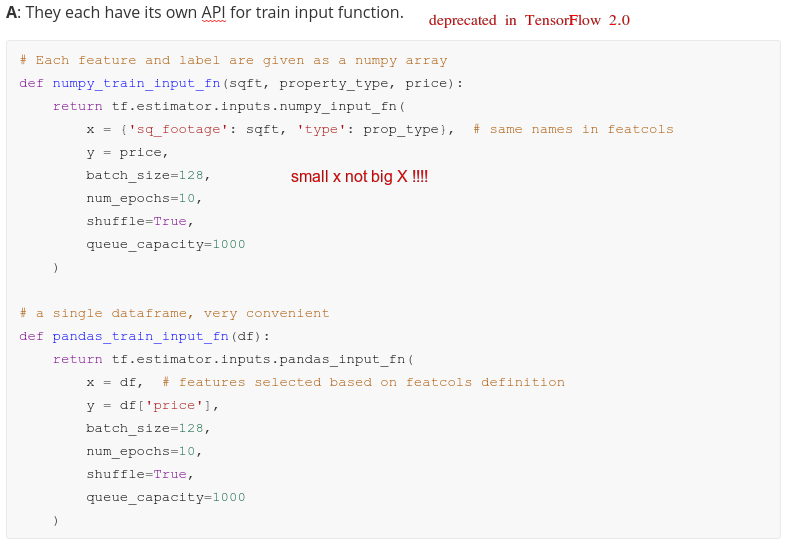 A: They each have its own API for train input function.
deprecated in TensorFlow 2.0
# Each feature and label are given as a numpy array
def numpy_train_input_fn(sqft, property_type, price):
    return tf.estimator.inputs.numpy_input_fn(
        x = {'sq_footage': sqft, 'type': prop_type},  # same names in featcols
        y = price,
        batch_size=128,
small x not big X !!!!
        num_epochs=10,
        shuffle=True,
        queue_capacity=1000
    )
# a single dataframe, very convenient
def pandas_train_input_fn(df):
    return tf.estimator.inputs.pandas_input_fn(
        x = df,  # features selected based on featcols definition
        y = df['price'],
        batch_size=128,
        num_epochs=10,
        shuffle=True,
        queue_capacity=1000
    )